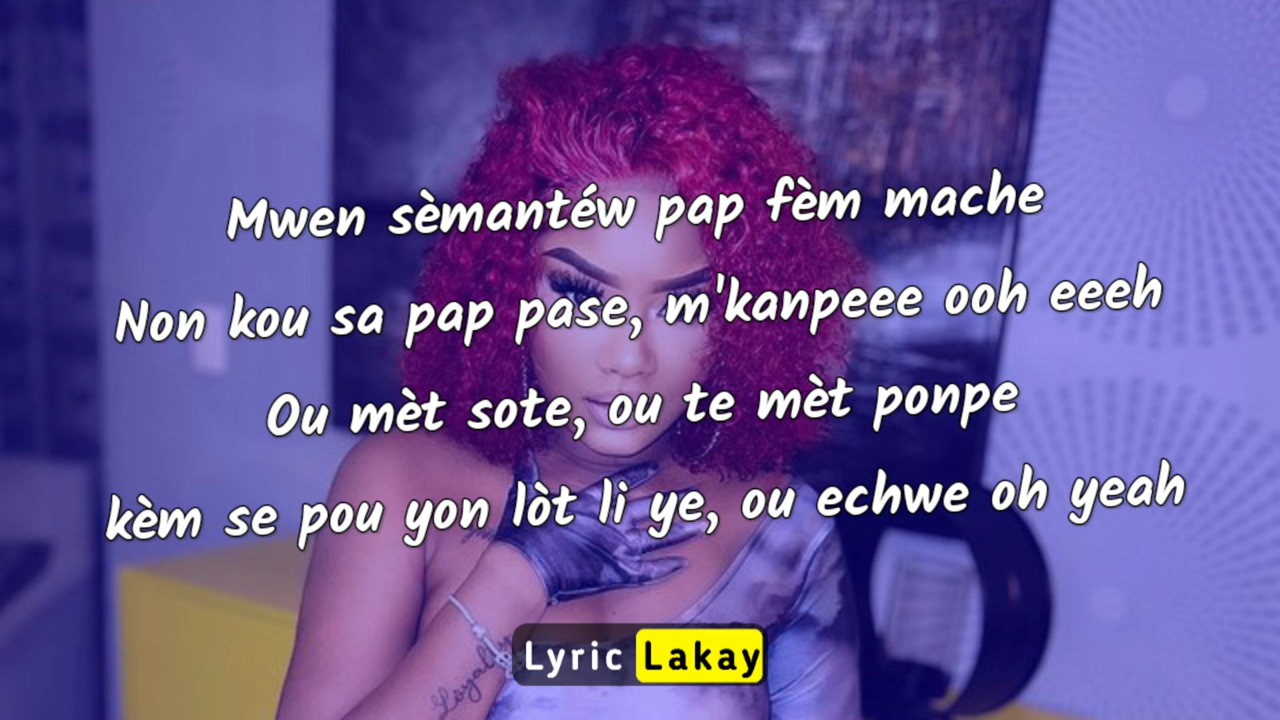 Mwen sèmantéw pap fèm mache
Non kou sa pap pase, m'kanpeee ooh eeeh
Ou mèt sote, ou te mèt ponpe
kèm se pou yon lòt li ye, ou echwe oh yeah
Lyric Lakay